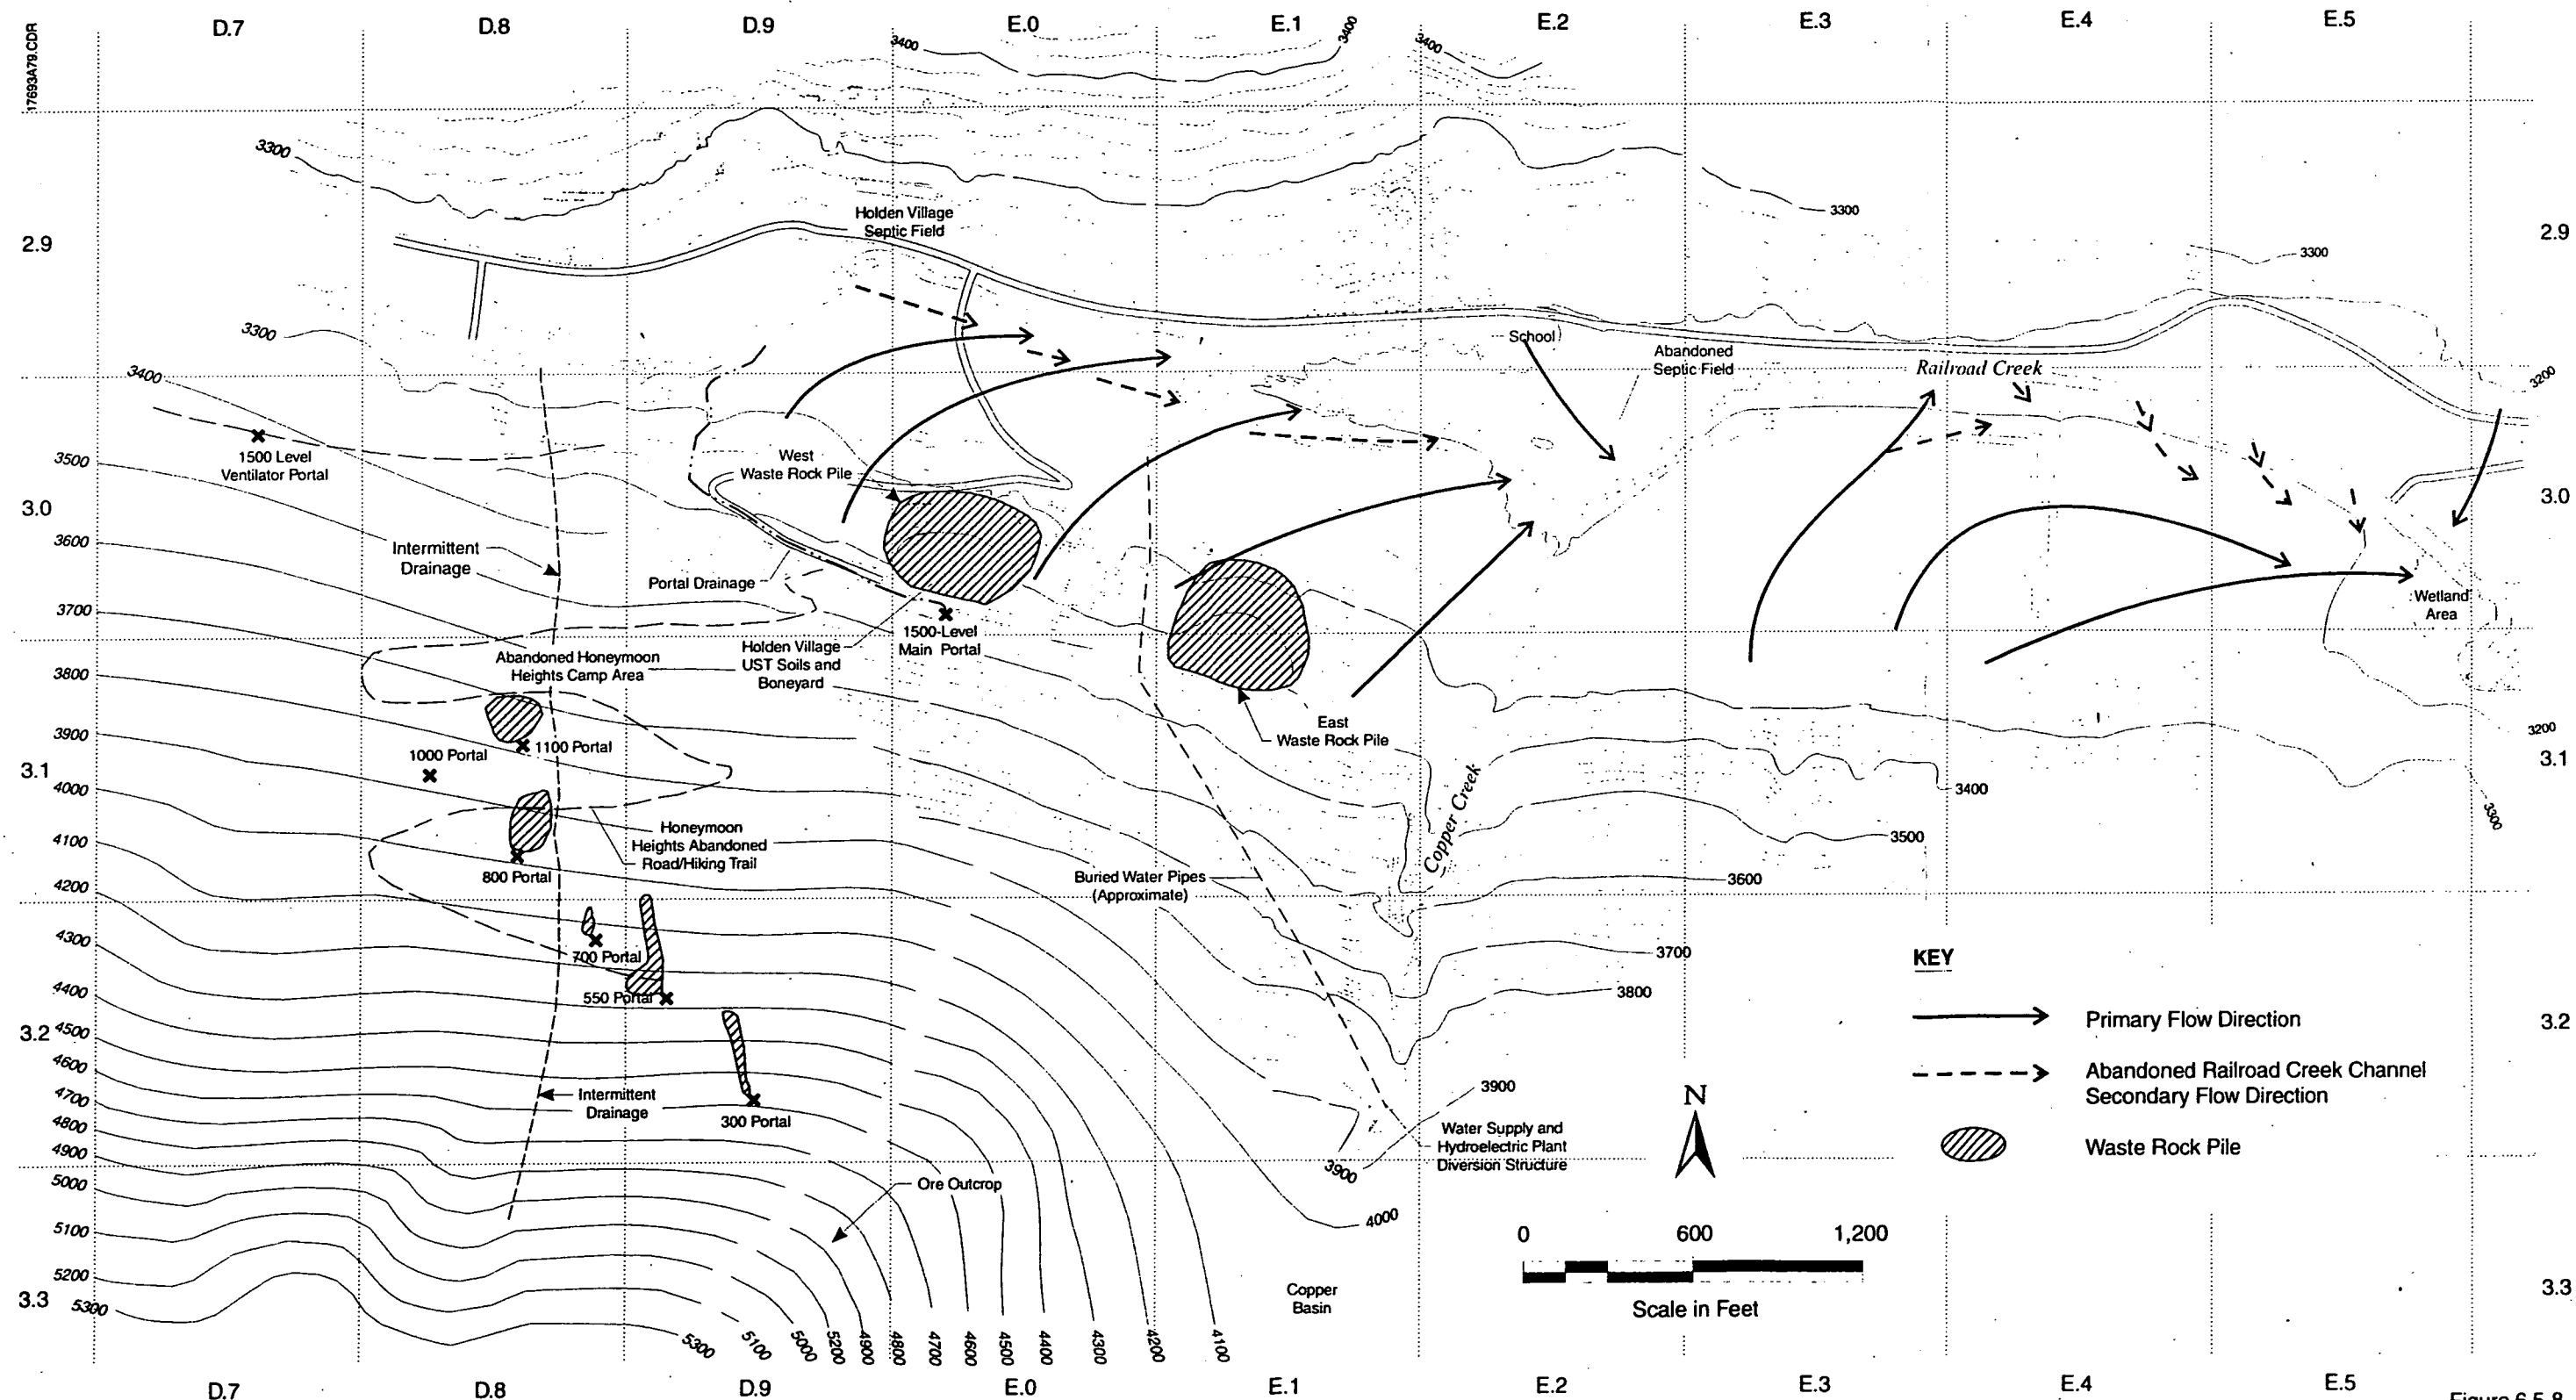 17693A79.CDR
D.7
D.8
D.9
E.0
E.1
E.2
E.3
E.4
E.5
3400
3400
3400
3300
3300
3300
Holden Village
Septic Field
2.9
2.9
3300
3400
School
Abandoned
Septic Field
Railroad Creek
3200
3500
1500 Level
Ventilator Portal
West
Waste Rock Pile
3.0
3.0
3600
Intermittent
Drainage
Portal Drainage
3700
Wetland
Area
1500-Level
Main Portal
Holden Village
UST Soils and
Boneyard
Abandoned Honeymoon
Heights Camp Area
3800
3900
East
Waste Rock Pile
3200
1000 Portal
1100 Portal
3.1
3.1
4000
3400
3300
Copper Creek
Honeymoon
Heights Abandoned
Road/Hiking Trail
4100
3500
800 Portal
Buried Water Pipes
(Approximate)
3600
4200
4300
700 Portal
3700
KEY
4400
550 Portal
3800
Primary Flow Direction
3.2
3.2
4500
4600
Abandoned Railroad Creek Channel
Secondary Flow Direction
3900
N
4700
Intermittent
Drainage
300 Portal
4800
Water Supply and
Hydroelectric Plant
Diversion Structure
Waste Rock Pile
4900
3900
5000
Ore Outcrop
4000
5100
0
600
1,200
5200
Copper
Basin
Scale in Feet
3.3
3.3
5300
5300
5100
5000
5200
4900
4800
4700
4600
4500
4400
4300
4200
4100
D.7
D.8
D.9
E.0
E.1
E.2
E.3
E.4
E.5
Figure 6.5-8